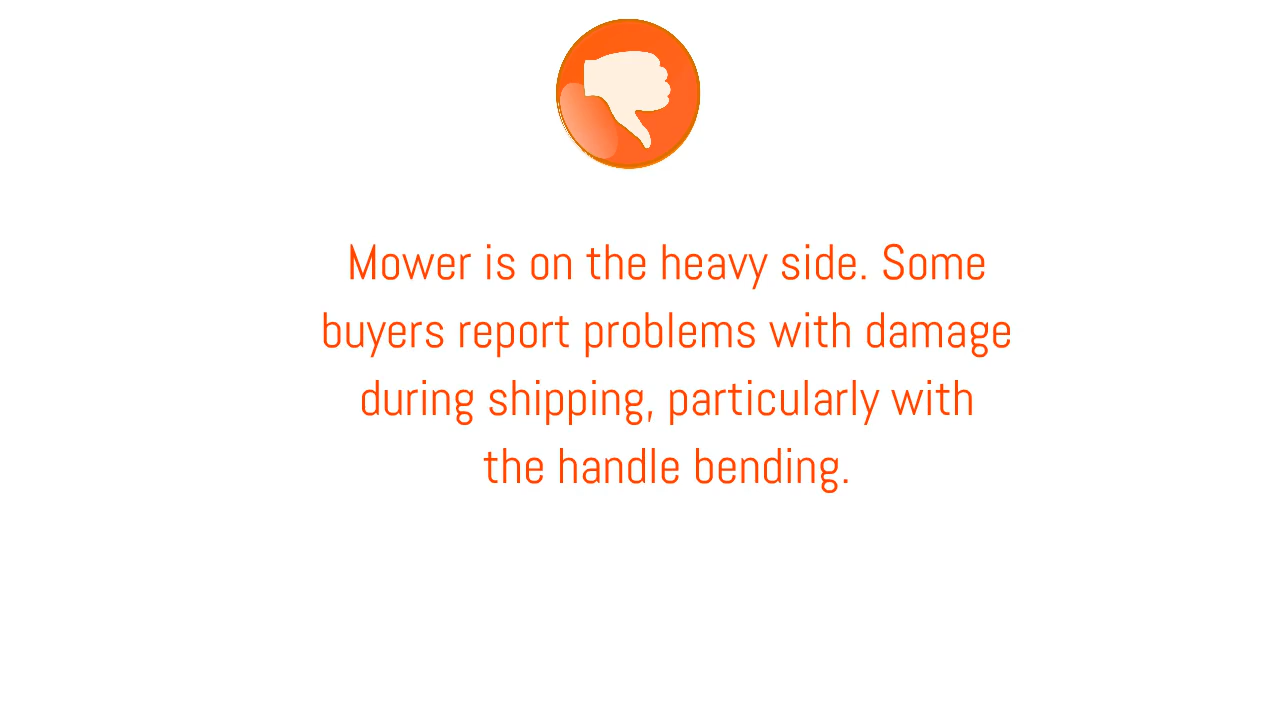 Mower is on the heavy side. Some
buyers report problems with damage
during shipping, particularly with
the handle bending.